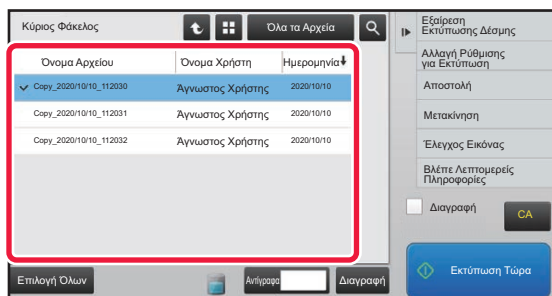 Κύριος Φάκελος
Όλα τα Αρχεία
Όνομα Αρχείου Όνομα Χρήστη Ημερομηνία
Copy_2020/10/10_112030 Άγνωστος Χρήστης 2020/10/10
Copy_2020/10/10_112031 Άγνωστος Χρήστης 2020/10/10
Copy_2020/10/10_112032 Άγνωστος Χρήστης 2020/10/10
Επιλογή Όλων
Αντίγραφα
Διαγραφή
Εξαίρεση
Εκτύπωσης Δέσμης
Αλλαγή Ρύθμισης
για Εκτύπωση
Αποστολή
Μετακίνηση
Έλεγχος Εικόνας
Βλέπε Λεπτομερείς
Πληροφορίες
Διαγραφή
CA
Εκτύπωση Τώρα